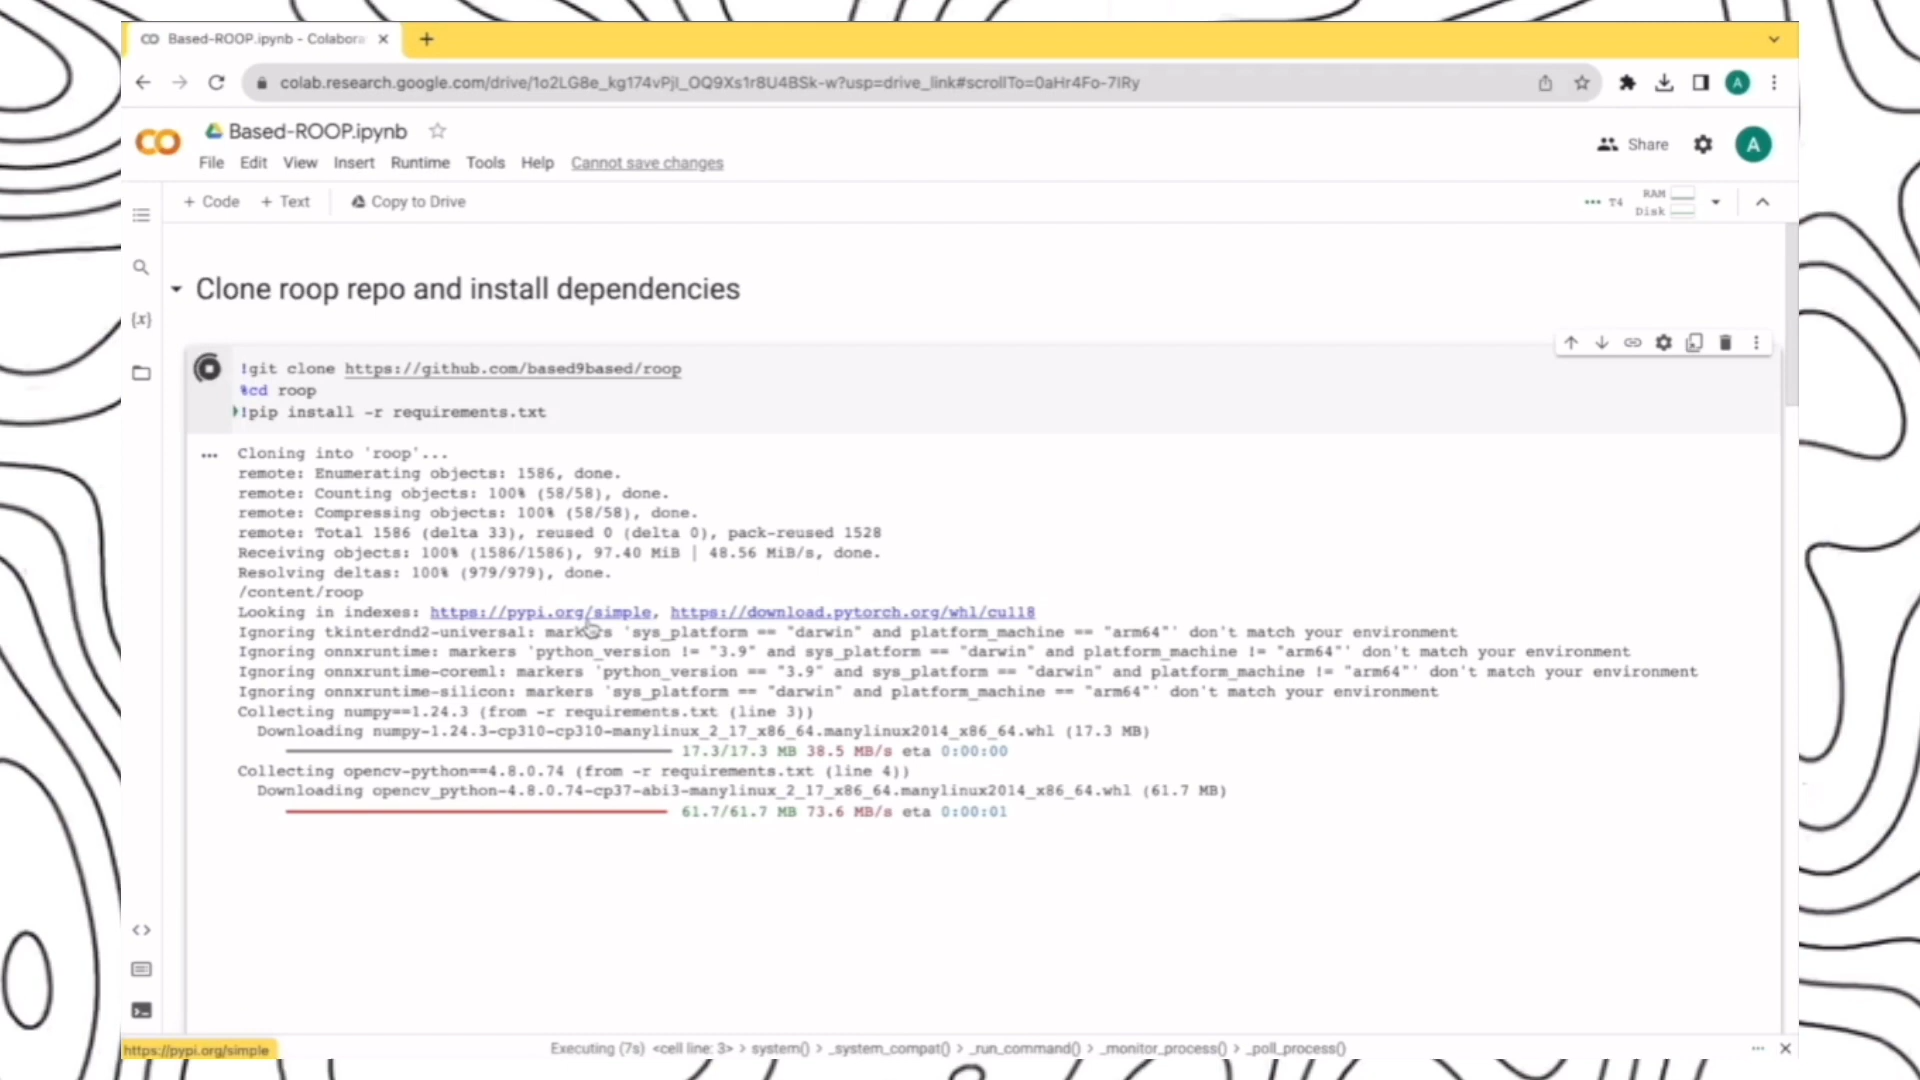 Based-ROOP.ipynb - Colabora
colab.research.google.com/drive/1o2LG8e_kg174vPjI_OQ9Xs1r8U4BSk-w?usp=drive_link#scrollTo=0aHr4Fo-7IRy
A
CO
Based-ROOP.ipynb
File Edit View Insert Runtime Tools Help Cannot save changes
Share
A
+ Code + Text Copy to Drive
T4 RAM
Disk
Clone roop repo and install dependencies
{x}
!git clone https://github.com/based9based/roop
%cd roop
!pip install -r requirements.txt
Cloning into 'roop'...
remote: Enumerating objects: 1586, done.
remote: Counting objects: 100% (58/58), done.
remote: Compressing objects: 100% (58/58), done.
remote: Total 1586 (delta 33), reused 0 (delta 0), pack-reused 1528
Receiving objects: 100% (1586/1586), 97.40 MiB | 48.56 MiB/s, done.
Resolving deltas: 100% (979/979), done.
/content/roop
Looking in indexes: https://pypi.org/simple, https://download.pytorch.org/whl/cu118
Ignoring tkinterdnd2-universal: markers 'sys_platform == "darwin" and platform_machine == "arm64"' don't match your environment
Ignoring onnxruntime: markers 'python_version != "3.9" and sys_platform == "darwin" and platform_machine != "arm64"' don't match your environment
Ignoring onnxruntime-coreml: markers 'python_version == "3.9" and sys_platform == "darwin" and platform_machine != "arm64"' don't match your environment
Ignoring onnxruntime-silicon: markers 'sys_platform == "darwin" and platform_machine == "arm64"' don't match your environment
Collecting numpy==1.24.3 (from -r requirements.txt (line 3))
Downloading numpy-1.24.3-cp310-cp310-manylinux_2_17_x86_64.manylinux2014_x86_64.whl (17.3 MB)
17.3/17.3 MB 38.5 MB/s eta 0:00:00
Collecting opencv-python==4.8.0.74 (from -r requirements.txt (line 4))
Downloading opencv_python-4.8.0.74-cp37-abi3-manylinux_2_17_x86_64.manylinux2014_x86_64.whl (61.7 MB)
61.7/61.7 MB 73.6 MB/s eta 0:00:01
https://pypi.org/simple
Executing (7s) <cell line: 3> > system() > _system_compat() > _run_command() > _monitor_process() > _poll_process()